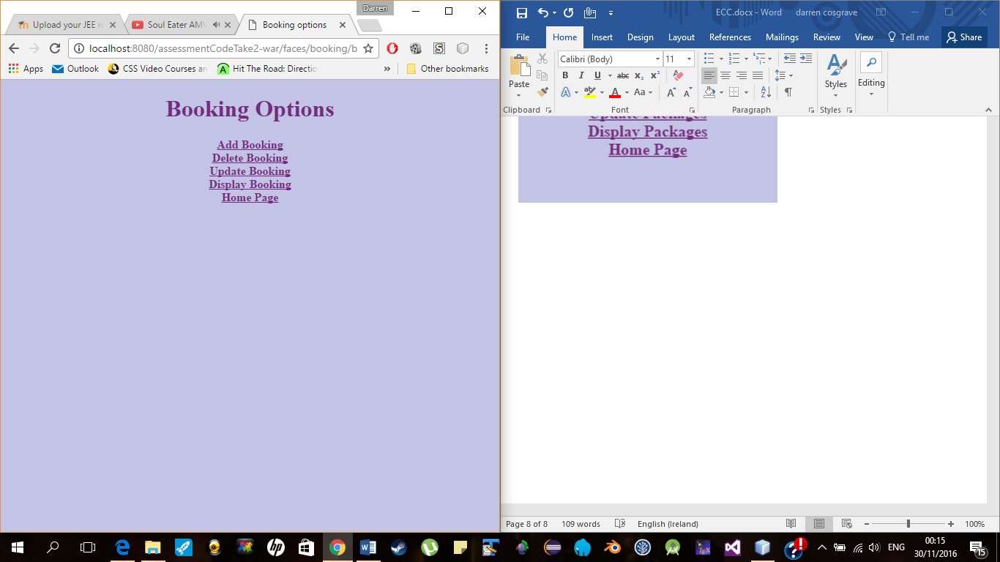 Darren
Upload your JEE re
Soul Eater AMV
Booking options
localhost:8080/assessmentCodeTake2-war/faces/booking/b
Apps
Outlook
CSS Video Courses an
Hit The Road: Directio
»
Other bookmarks
Booking Options
Add Booking
Delete Booking
Update Booking
Display Booking
Home Page
ECC.docx - Word
darren cosgrave
File
Home
Insert
Design
Layout
References
Mailings
Review
View
Tell me
Share
Paste
Calibri (Body)
11
B I U abc x₂ x²
A ab A Aa A A
Styles
Editing
Clipboard
Font
Paragraph
Styles
Update Packages
Display Packages
Home Page
Page 8 of 8
109 words
English (Ireland)
100%
ENG
00:15
30/11/2016
15